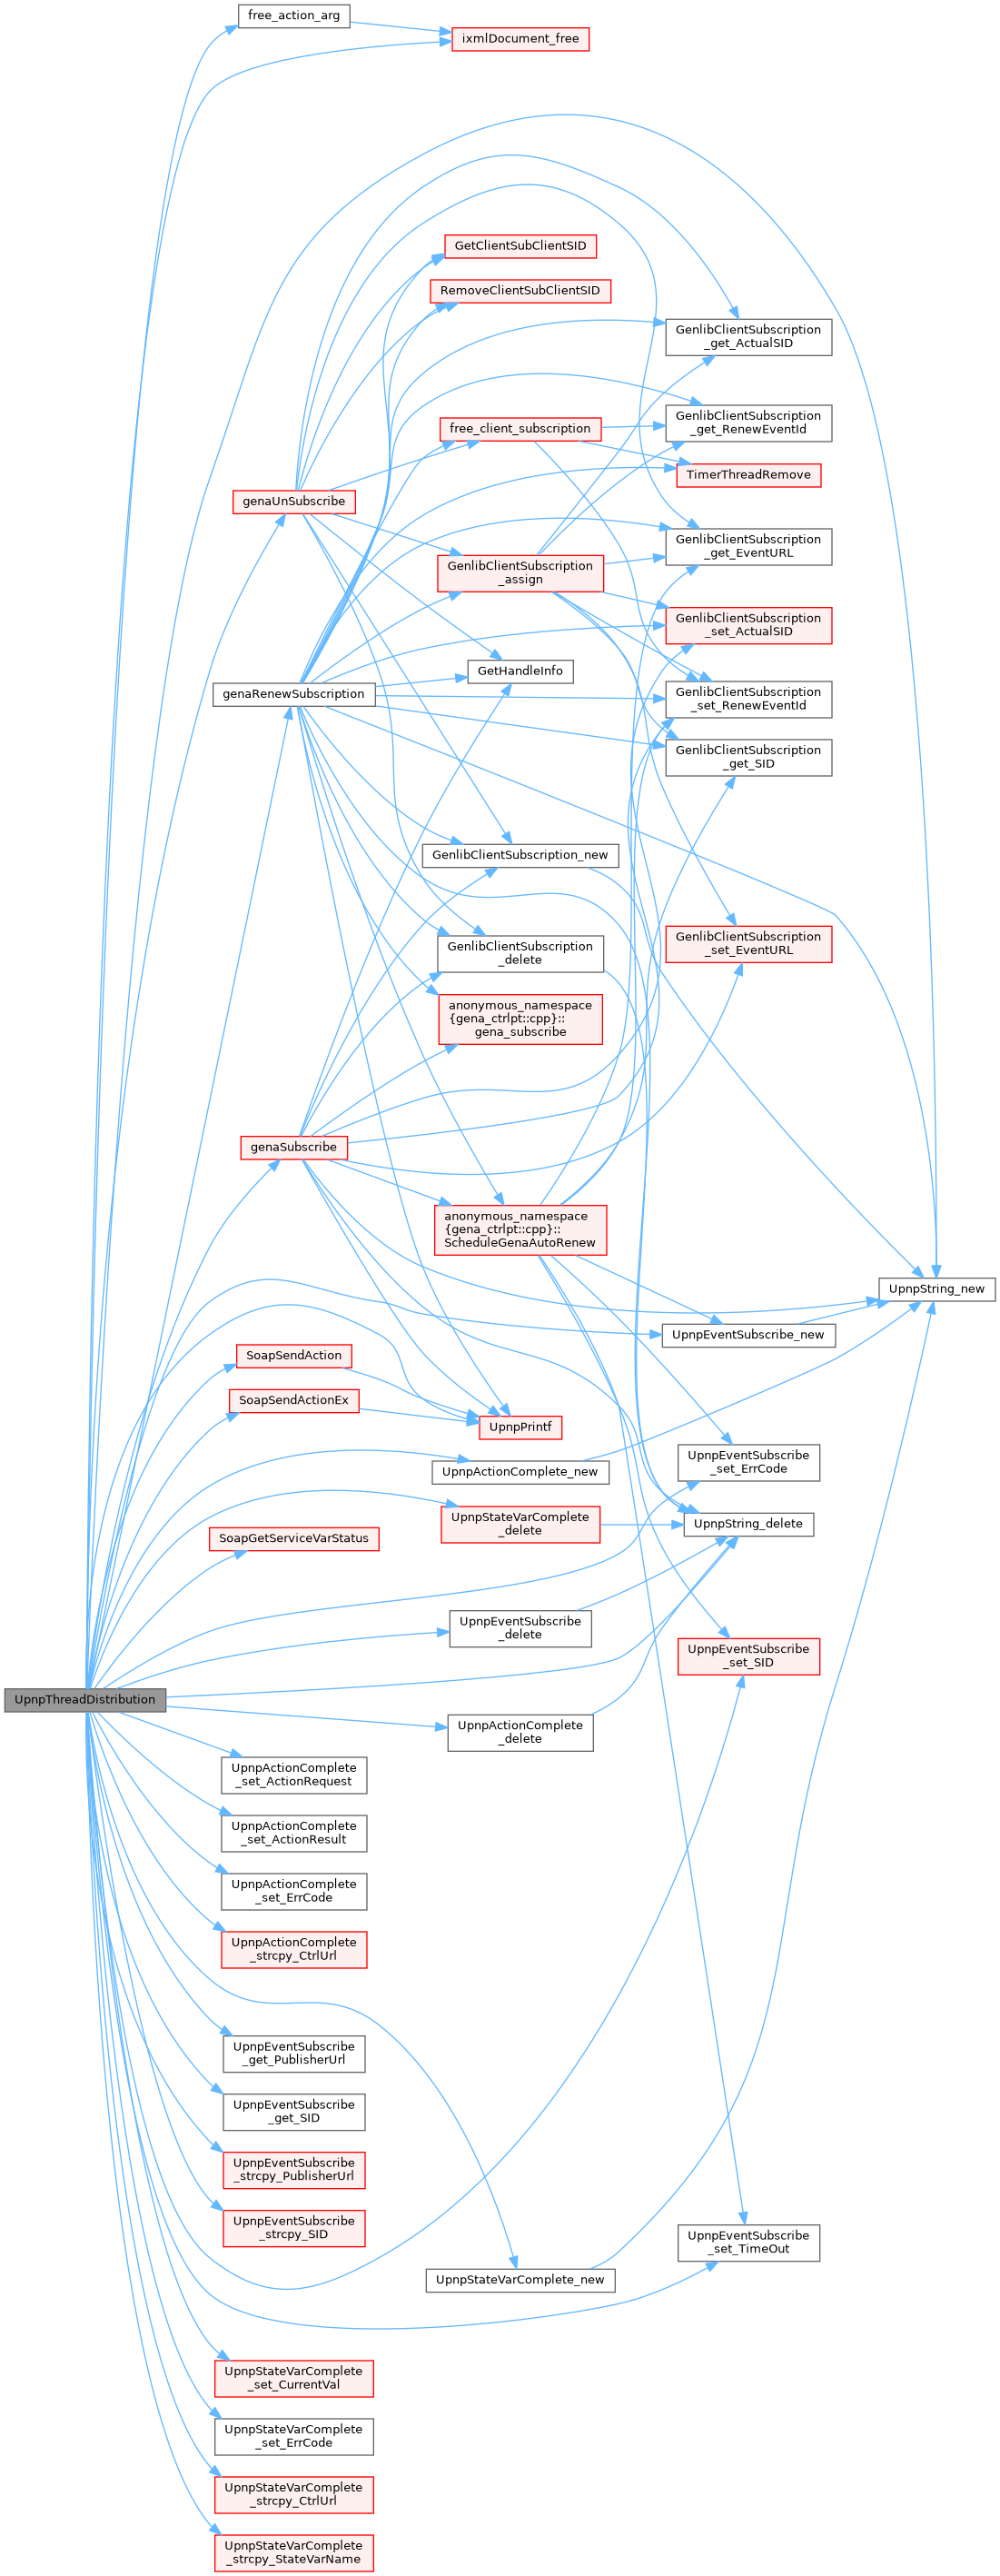 free_action_arg
ixmlDocument_free
GetClientSubClientSID
RemoveClientSubClientSID
GenlibClientSubscription
_get_ActualSID
GenlibClientSubscription
_get_RenewEventId
free_client_subscription
TimerThreadRemove
genaUnSubscribe
GenlibClientSubscription
_get_EventURL
GenlibClientSubscription
_assign
GenlibClientSubscription
_set_ActualSID
GetHandleInfo
genaRenewSubscription
GenlibClientSubscription
_set_RenewEventId
GenlibClientSubscription
_get_SID
GenlibClientSubscription_new
GenlibClientSubscription
_delete
GenlibClientSubscription
_set_EventURL
anonymous_namespace
{gena_ctrlpt::cpp}::
gena_subscribe
genaSubscribe
anonymous_namespace
{gena_ctrlpt::cpp}::
ScheduleGenaAutoRenew
UpnpString_new
UpnpEventSubscribe_new
SoapSendAction
SoapSendActionEx
UpnpPrintf
UpnpEventSubscribe
_set_ErrCode
UpnpActionComplete_new
UpnpStateVarComplete
_delete
UpnpString_delete
SoapGetServiceVarStatus
UpnpEventSubscribe
_delete
UpnpEventSubscribe
_set_SID
UpnpThreadDistribution
UpnpActionComplete
_delete
UpnpActionComplete
_set_ActionRequest
UpnpActionComplete
_set_ActionResult
UpnpActionComplete
_set_ErrCode
UpnpActionComplete
_strcpy_CtrlUrl
UpnpEventSubscribe
_get_PublisherUrl
UpnpEventSubscribe
_get_SID
UpnpEventSubscribe
_strcpy_PublisherUrl
UpnpEventSubscribe
_strcpy_SID
UpnpEventSubscribe
_set_TimeOut
UpnpStateVarComplete_new
UpnpStateVarComplete
_set_CurrentVal
UpnpStateVarComplete
_set_ErrCode
UpnpStateVarComplete
_strcpy_CtrlUrl
UpnpStateVarComplete
_strcpy_StateVarName